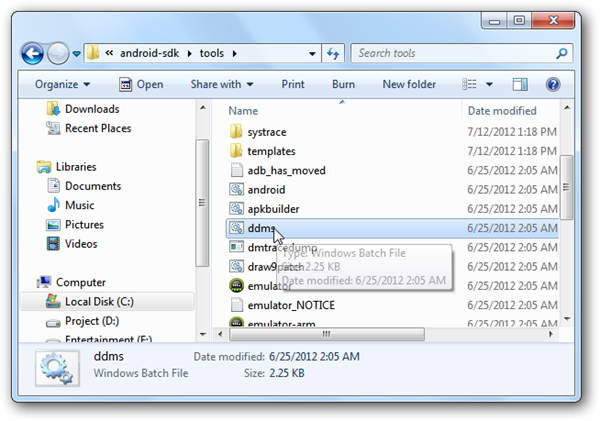 « android-sdk ▸ tools ▸
Search tools
Organize ▾ Open Share with ▾ Print Burn New folder
Downloads
Recent Places
Libraries
Documents
Music
Pictures
Videos
Computer
Local Disk (C:)
Project (D:)
Entertainment (F:)
Name Date modified
systrace 7/12/2012 1:18 PM
templates 7/12/2012 1:18 PM
adb_has_moved 6/25/2012 2:05 AM
android 6/25/2012 2:05 AM
apkbuilder 6/25/2012 2:05 AM
ddms 6/25/2012 2:05 AM
dmtracedump 6/25/2012 2:05 AM
draw9patch 6/25/2012 2:05 AM
emulator 6/25/2012 2:05 AM
emulator_NOTICE 6/25/2012 2:05 AM
emulator-arm 6/25/2012 2:05 AM
Type: Windows Batch File
Size: 2.25 KB
Date modified: 6/25/2012 2:05 AM
ddms Date modified: 6/25/2012 2:05 AM
Windows Batch File Size: 2.25 KB